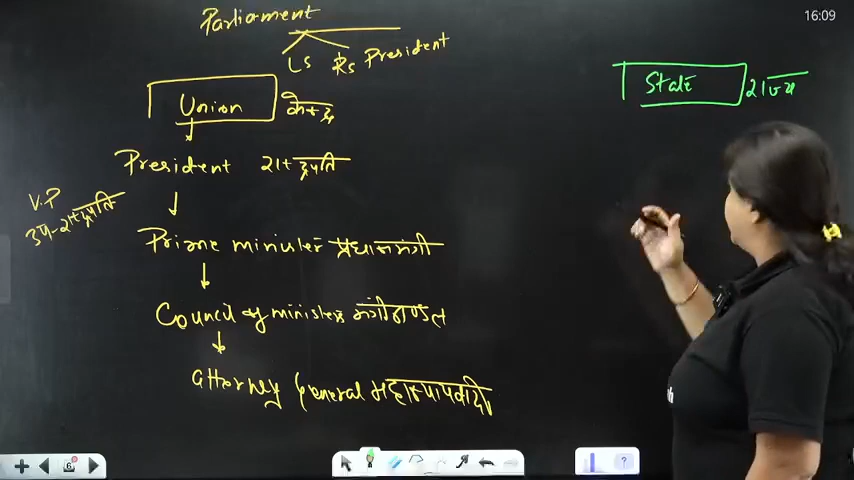 16:09
Parliament
LS RS President
Union केन्द्र
State राज्य
President राष्ट्रपति
V.P
उप-राष्ट्रपति
Prime minister प्रधानमंत्री
Council of ministers मंत्रीमण्डल
Attorney General महान्यायवादी
?